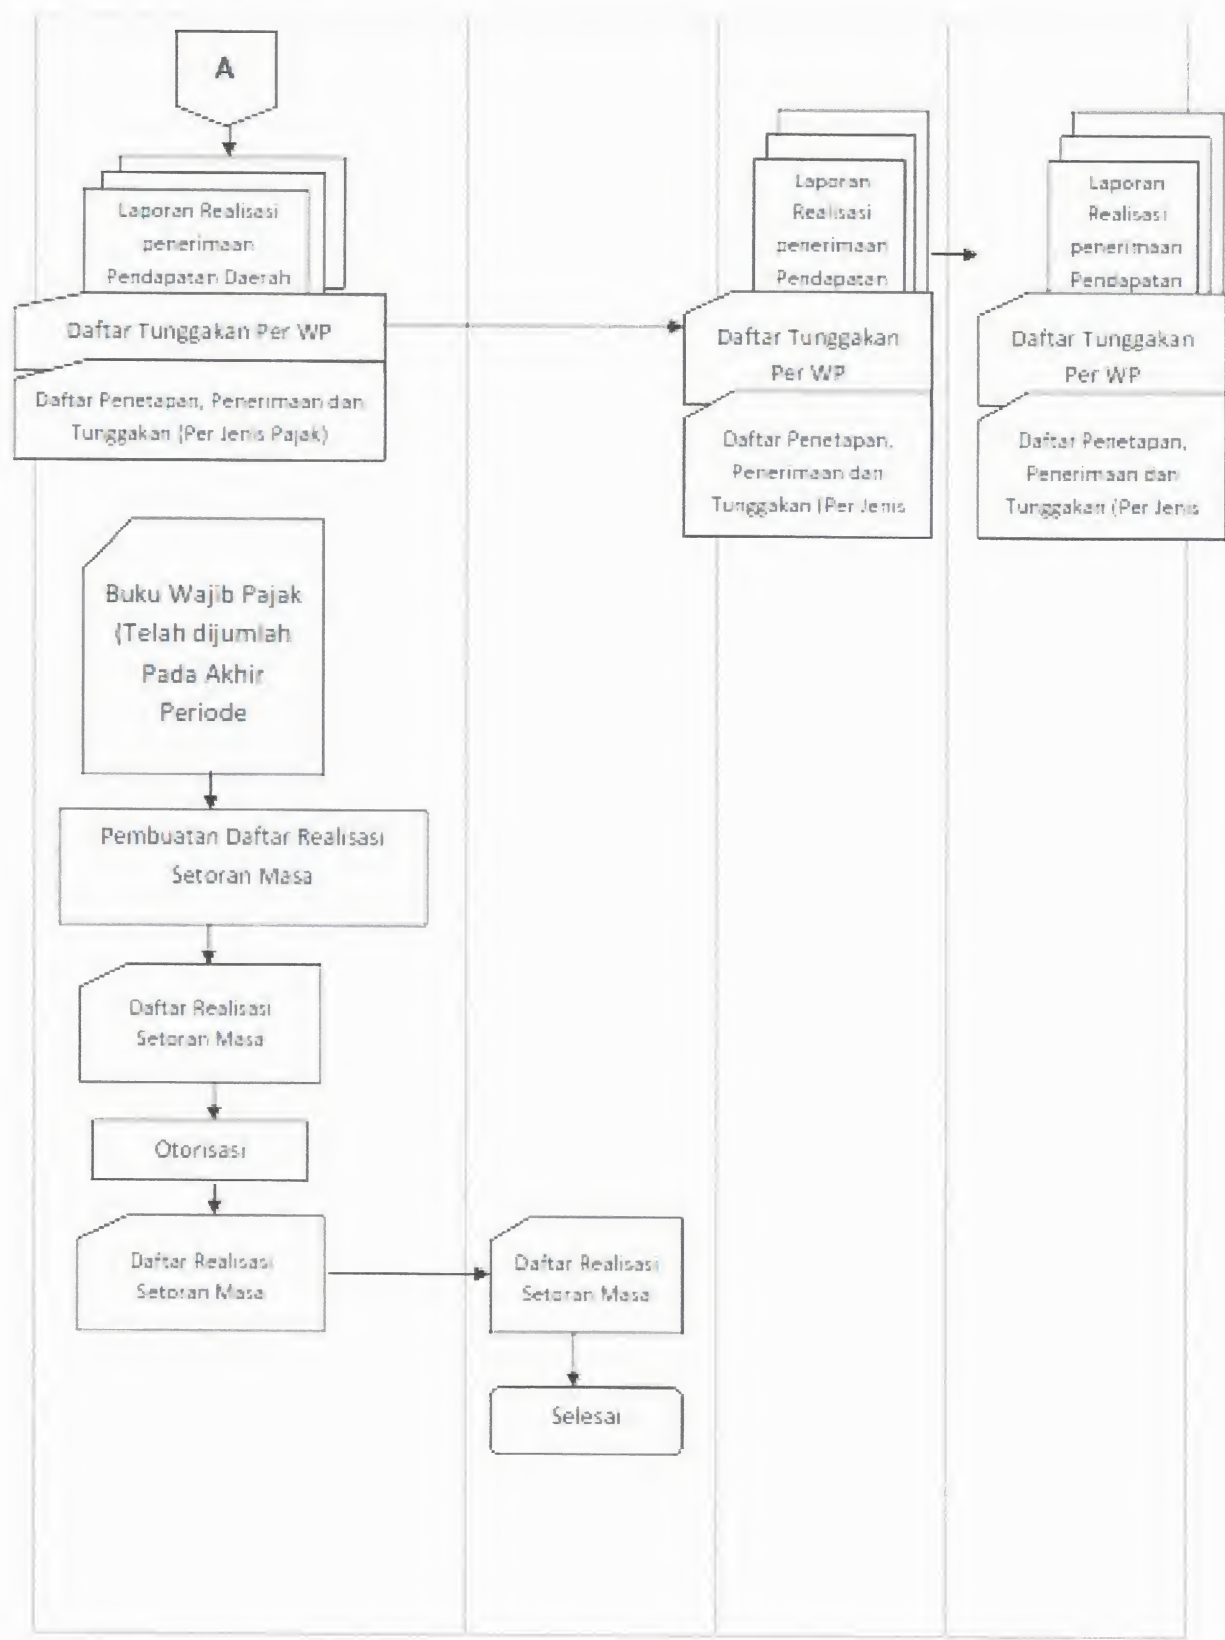 A
Laporan Realisasi
penerimaan
Pendapatan Daerah
Daftar Tunggakan Per WP
Daftar Penetapan, Penerimaan dan
Tunggakan (Per Jenis Pajak)
Laporan
Realisasi
penerimaan
Pendapatan
Daftar Tunggakan
Per WP
Daftar Penetapan,
Penerimaan dan
Tunggakan (Per Jenis
Laporan
Realisasi
penerimaan
Pendapatan
Daftar Tunggakan
Per WP
Daftar Penetapan,
Penerimaan dan
Tunggakan (Per Jenis
Buku Wajib Pajak
(Telah dijumlah
Pada Akhir
Periode
Pembuatan Daftar Realisasi
Setoran Masa
Daftar Realisasi
Setoran Masa
Otorisasi
Daftar Realisasi
Setoran Masa
Daftar Realisasi
Setoran Masa
Selesai